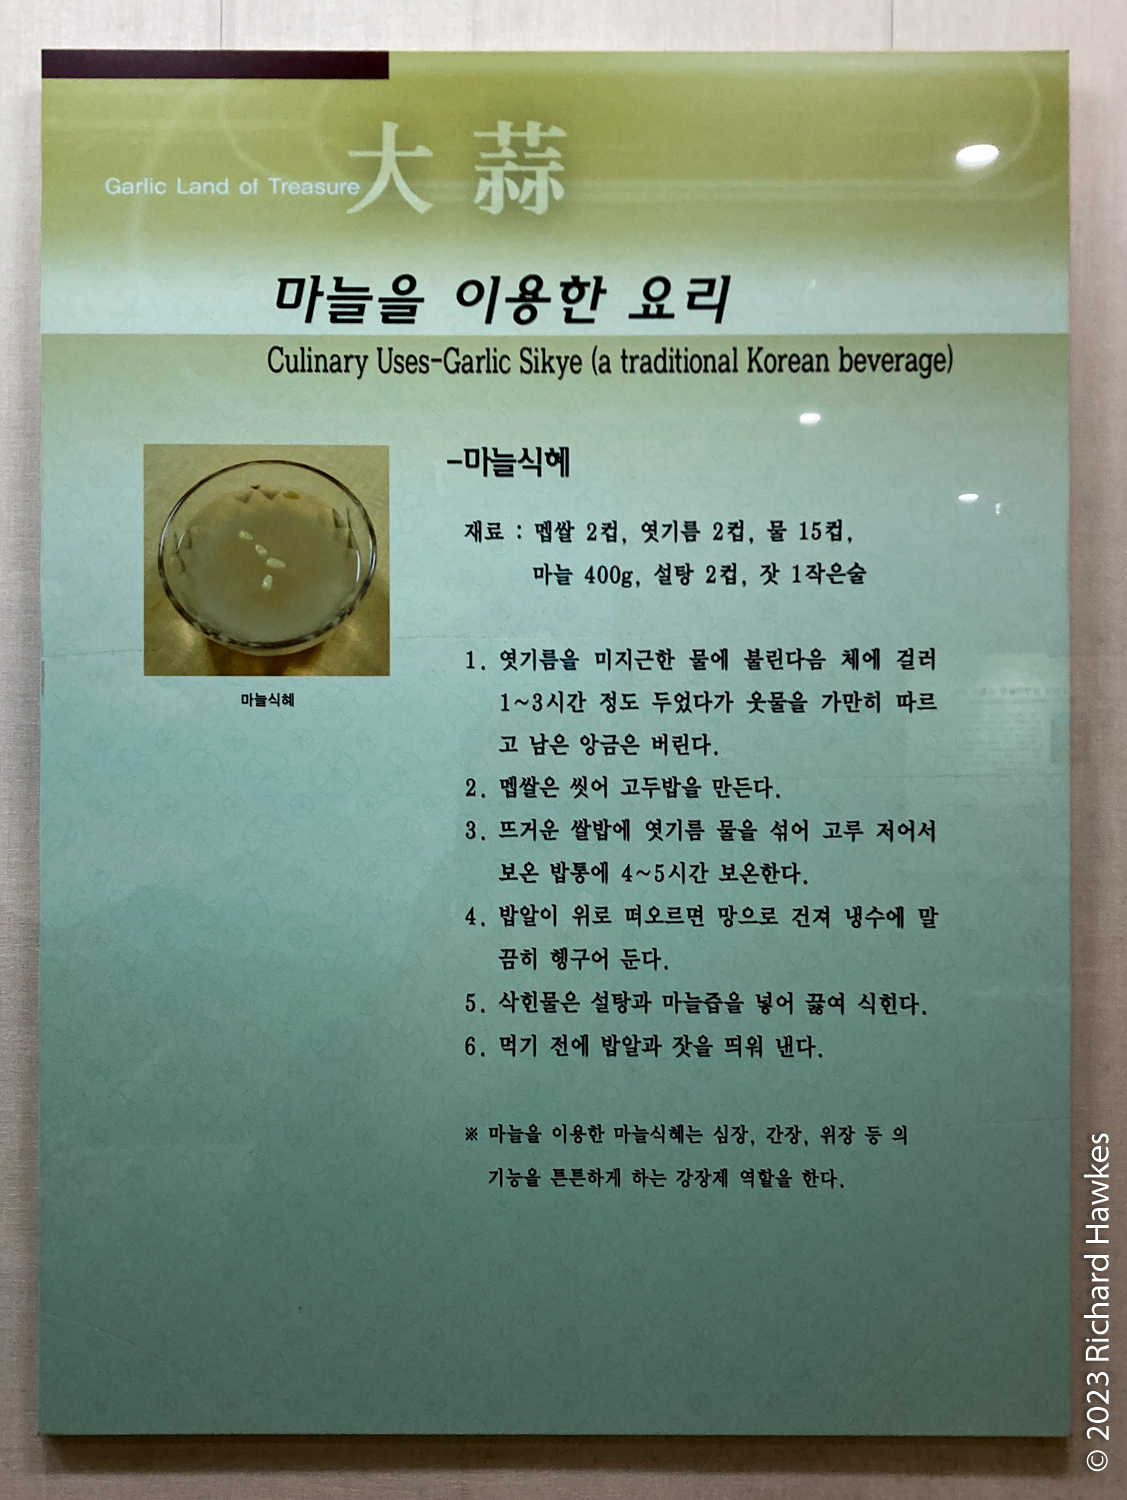 Garlic Land of Treasure 大蒜
마늘을 이용한 요리
Culinary Uses-Garlic Sikye (a traditional Korean beverage)
-마늘식혜
재료 : 멥쌀 2컵, 엿기름 2컵, 물 15컵,
마늘 400g, 설탕 2컵, 잣 1작은술
마늘식혜
1. 엿기름을 미지근한 물에 불린다음 체에 걸러
1~3시간 정도 두었다가 웃물을 가만히 따르
고 남은 앙금은 버린다.
2. 멥쌀은 씻어 고두밥을 만든다.
3. 뜨거운 쌀밥에 엿기름 물을 섞어 고루 저어서
보온 밥통에 4~5시간 보온한다.
4. 밥알이 위로 떠오르면 망으로 건져 냉수에 말
끔히 헹구어 둔다.
5. 삭힌물은 설탕과 마늘즙을 넣어 끓여 식힌다.
6. 먹기 전에 밥알과 잣을 띄워 낸다.
※ 마늘을 이용한 마늘식혜는 심장, 간장, 위장 등 의
기능을 튼튼하게 하는 강장제 역할을 한다.
© 2023 Richard Hawkes